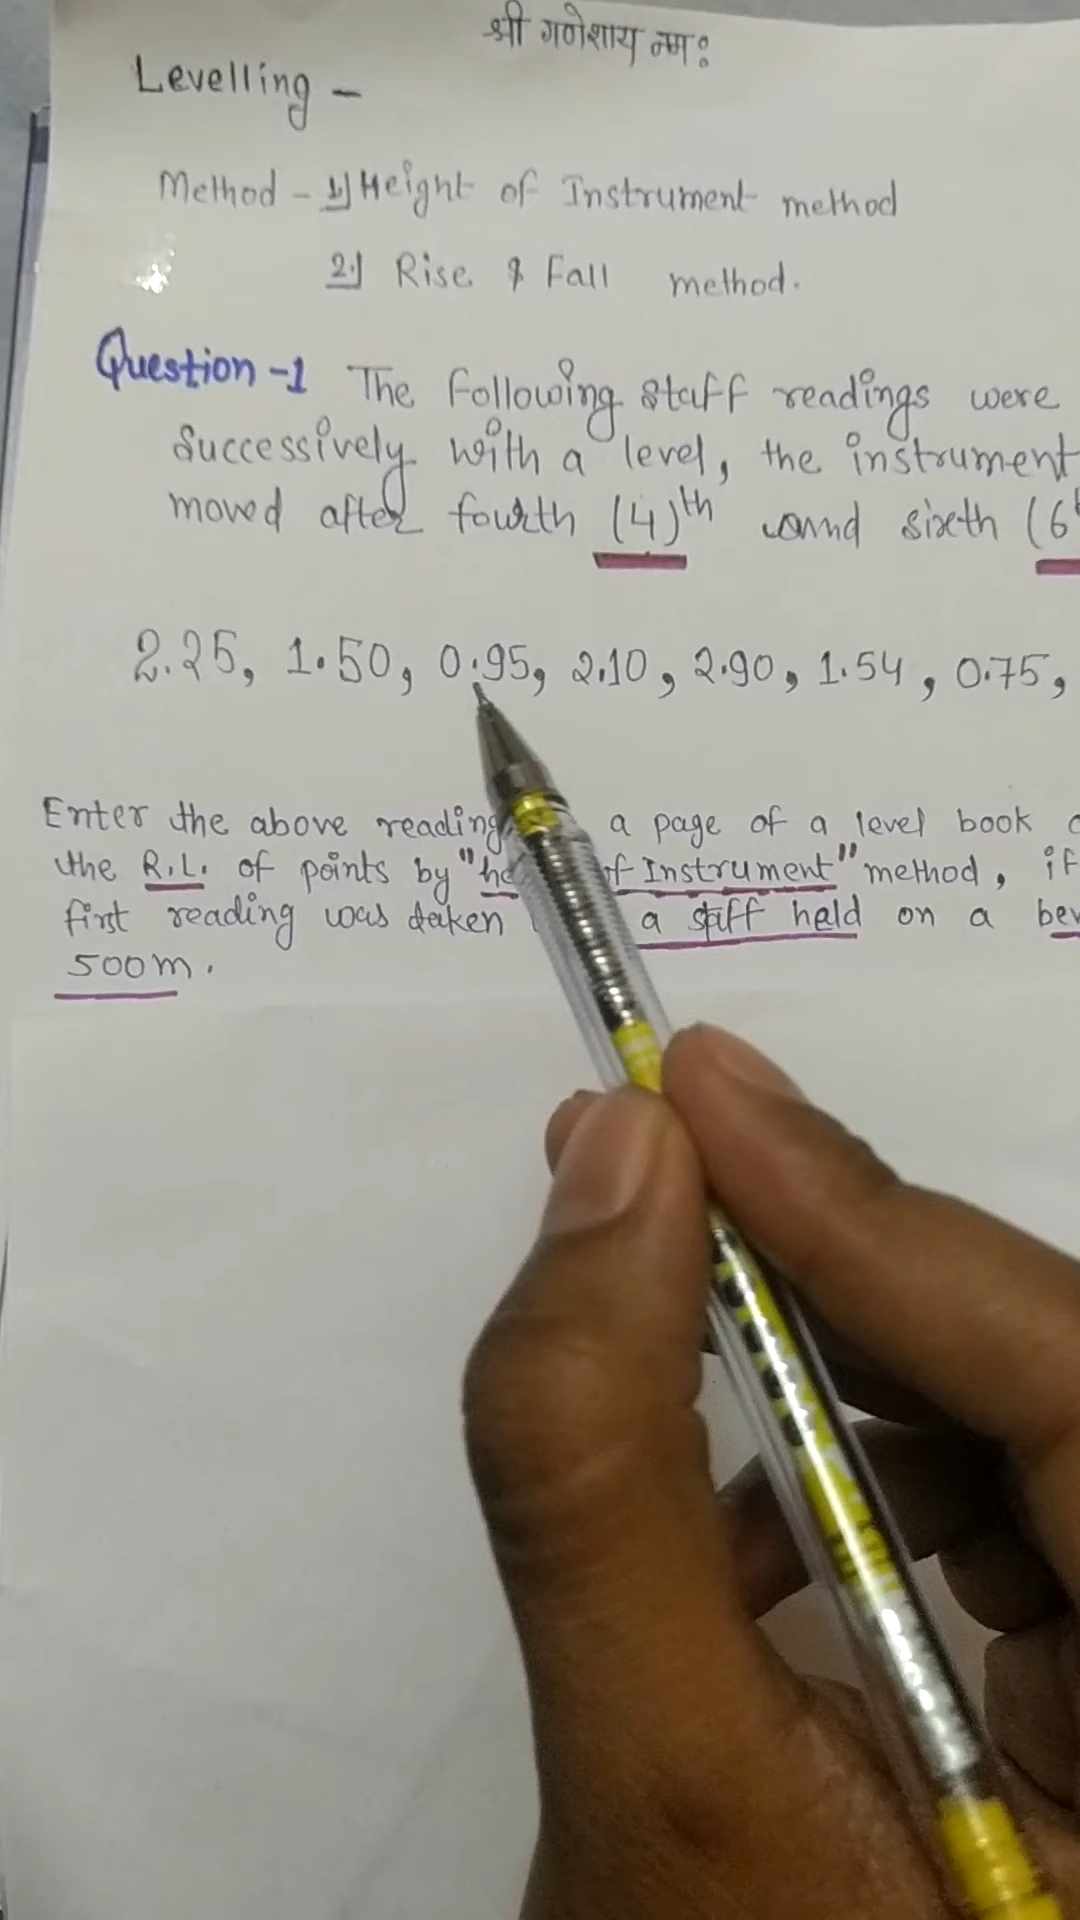 श्री गणेशाय नमः
Levelling -
Method - 1) Height of Instrument method
2.) Rise & Fall method.
Question -1 The following staff readings were
Successively with a level, the instrument
moved after fourth (4)th and sixth (6
2.25, 1.50, 0.95, 2.10, 2.90, 1.54, 0.75,
Enter the above reading a page of a level book
the R.L. of points by "he of Instrument" method, if
first reading was taken a staff held on a
500m.